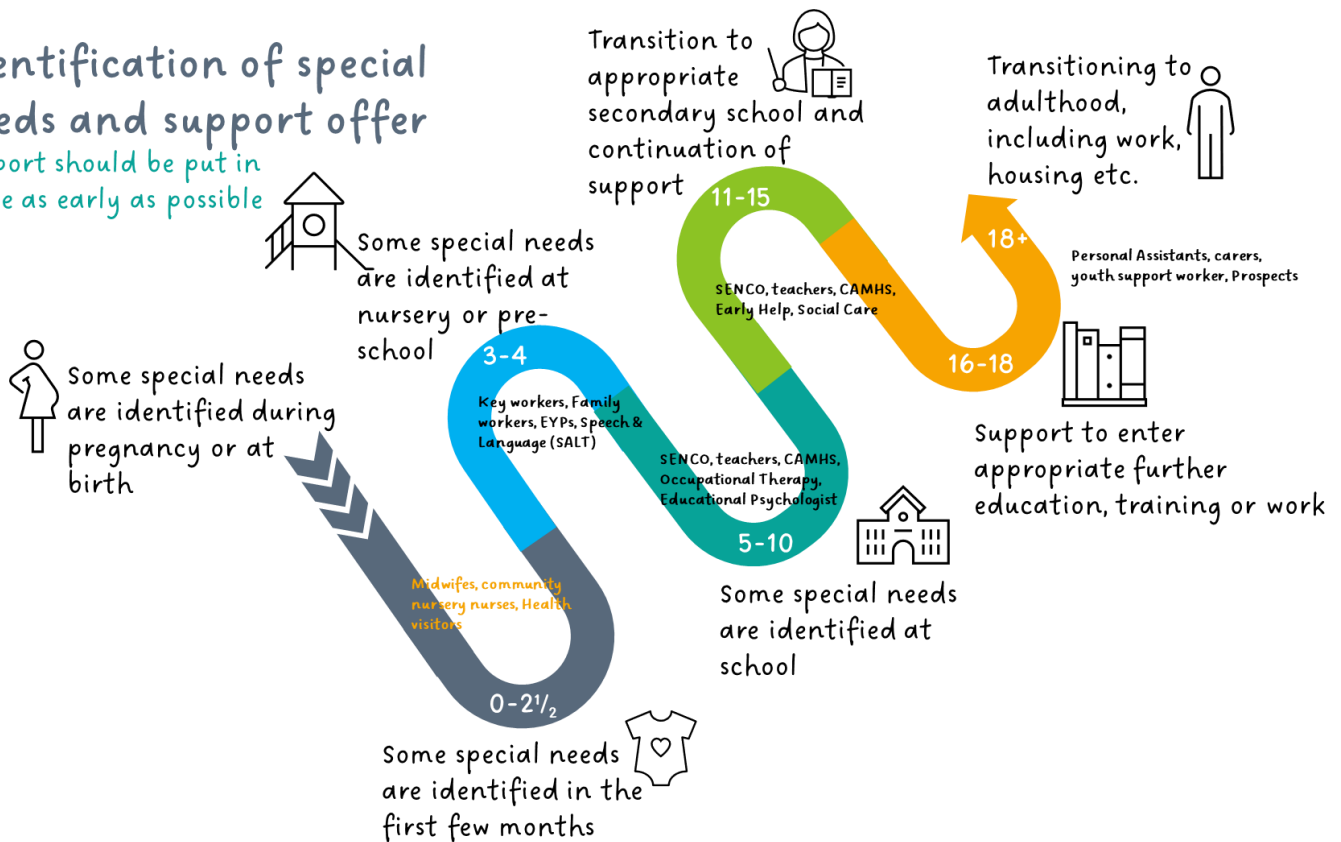 entification of special
eds and support offer
port should be put in
e as early as possible
Some special needs
are identified during
pregnancy or at
birth
0-2½
Some special needs
are identified in the
first few months
Midwifes, community
nursery nurses, Health
visitors
Some special needs
are identified at
nursery or pre-
school
3-4
Key workers, Family
workers, EYPs, Speech &
Language (SALT)
SENCO, teachers, CAMHS,
Occupational Therapy,
Educational Psychologist
5-10
Some special needs
are identified at
school
Transition to
appropriate
secondary school and
continuation of
support
11-15
SENCO, teachers, CAMHS,
Early Help, Social Care
16-18
Support to enter
appropriate further
education, training or work
Transitioning to
adulthood,
including work,
housing etc.
18+
Personal Assistants, carers,
youth support worker, Prospects